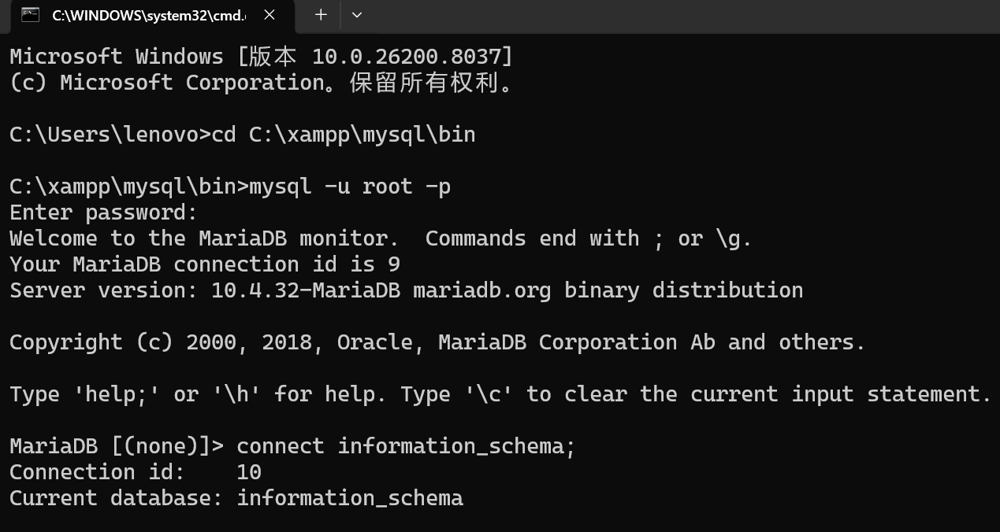 C:\WINDOWS\system32\cmd.
Microsoft Windows [版本 10.0.26200.8037]
(c) Microsoft Corporation。保留所有权利。
C:\Users\lenovo>cd C:\xampp\mysql\bin
C:\xampp\mysql\bin>mysql -u root -p
Enter password:
Welcome to the MariaDB monitor.  Commands end with ; or \g.
Your MariaDB connection id is 9
Server version: 10.4.32-MariaDB mariadb.org binary distribution
Copyright (c) 2000, 2018, Oracle, MariaDB Corporation Ab and others.
Type 'help;' or '\h' for help. Type '\c' to clear the current input statement.
MariaDB [(none)]> connect information_schema;
Connection id:    10
Current database: information_schema